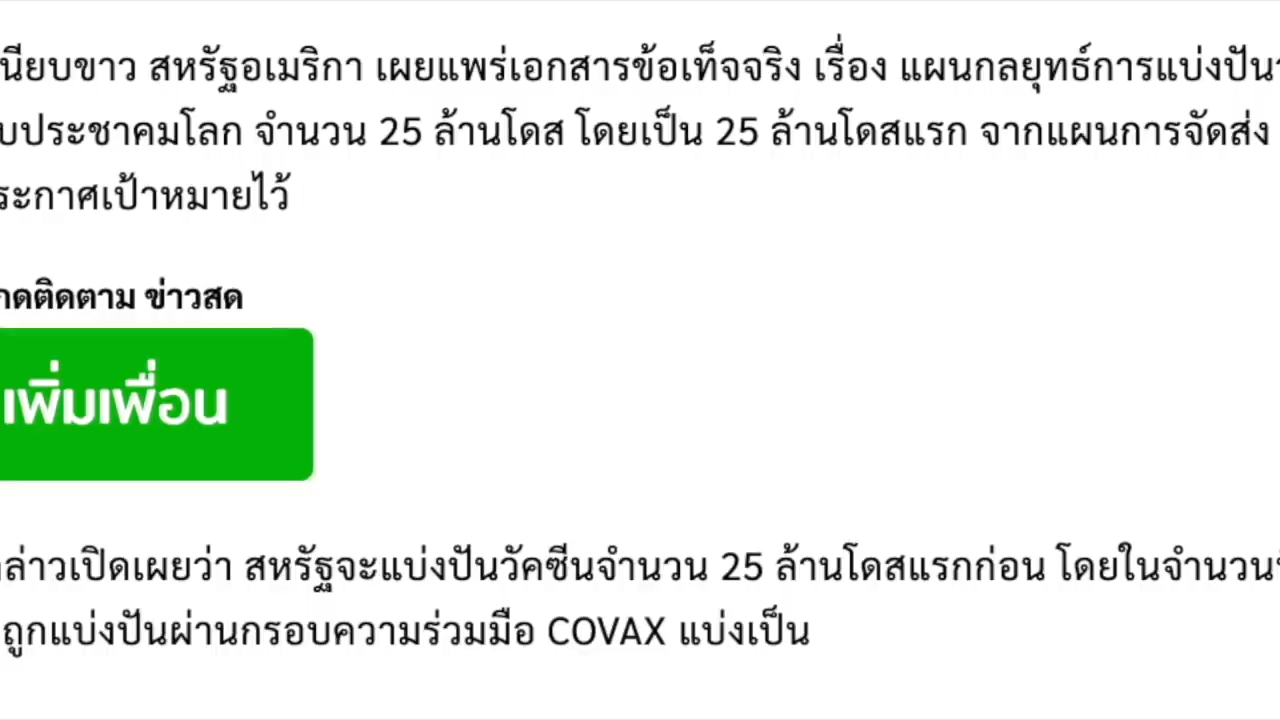 นียบขาว สหรัฐอเมริกา เผยแพร่เอกสารข้อเท็จจริง เรื่อง แผนกลยุทธ์การแบ่งปัน
บประชาคมโลก จำนวน 25 ล้านโดส โดยเป็น 25 ล้านโดสแรก จากแผนการจัดส่ง
ระกาศเป้าหมายไว้
กดติดตาม ข่าวสด
เพิ่มเพื่อน
ล่าวเปิดเผยว่า สหรัฐจะแบ่งปันวัคซีนจำนวน 25 ล้านโดสแรกก่อน โดยในจำนวน
ถูกแบ่งปันผ่านกรอบความร่วมมือ COVAX แบ่งเป็น